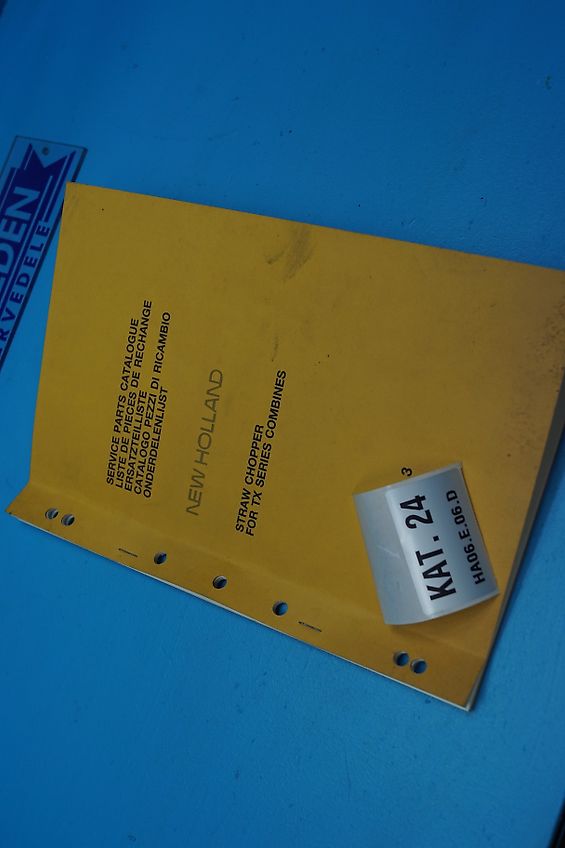 SERVICE PARTS CATALOGUE
LISTE DE PIECES DE RECHANGE
ERSATZTEILLISTE
CATALOGO PEZZI DI RICAMBIO
ONDERDELENLIJST
NEW HOLLAND
STRAW CHOPPER
FOR TX SERIES COMBINES
3
KAT. 24
HA06.E.06.D
DEN
RVEDELE